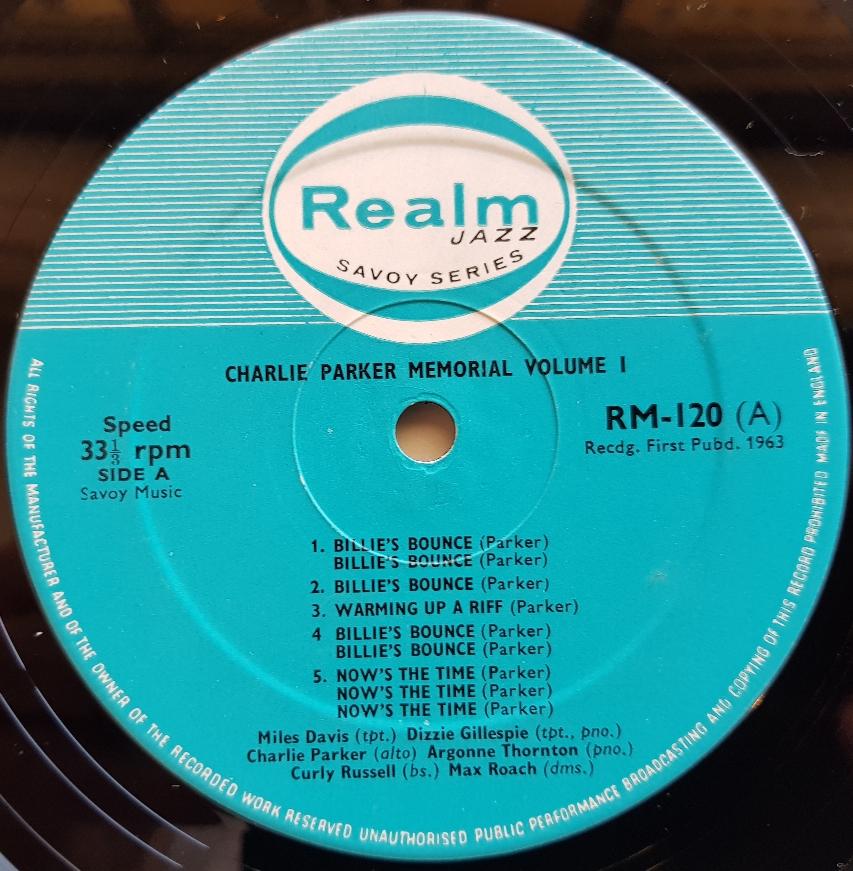 Realm
JAZZ
SAVOY SERIES
CHARLIE PARKER MEMORIAL VOLUME I
Speed
33⅓ rpm
SIDE A
Savoy Music
RM-120 (A)
Recdg. First Pubd. 1963
1. BILLIE'S BOUNCE (Parker)
BILLIE'S BOUNCE (Parker)
2. BILLIE'S BOUNCE (Parker)
3. WARMING UP A RIFF (Parker)
4 BILLIE'S BOUNCE (Parker)
BILLIE'S BOUNCE (Parker)
5. NOW'S THE TIME (Parker)
NOW'S THE TIME (Parker)
NOW'S THE TIME (Parker)
Miles Davis (tpt.) Dizzie Gillespie (tpt., pno.)
Charlie Parker (alto) Argonne Thornton (pno.)
Curly Russell (bs.) Max Roach (dms.)
ALL RIGHTS OF THE MANUFACTURER AND OF THE OWNER OF THE RECORDED WORK RESERVED UNAUTHORISED PUBLIC PERFORMANCE BROADCASTING AND COPYING OF THIS RECORD PROHIBITED MADE IN ENGLAND